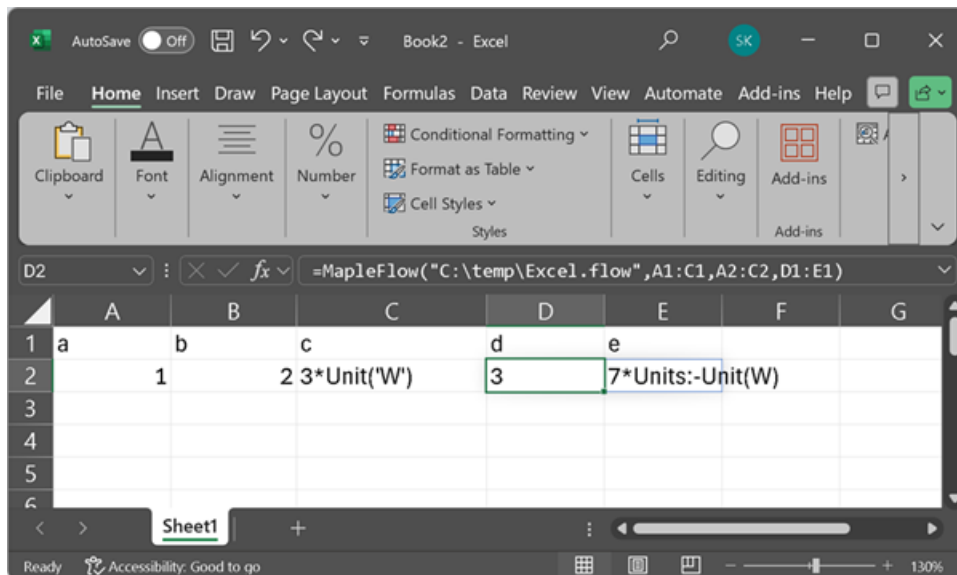 AutoSave Off Book2 - Excel SK
File Home Insert Draw Page Layout Formulas Data Review View Automate Add-ins Help
Clipboard Font Alignment Number Conditional Formatting Format as Table Cell Styles Cells Editing Add-ins
Styles Add-ins
D2 fx =MapleFlow("C:\temp\Excel.flow",A1:C1,A2:C2,D1:E1)
A B C D E F G
1 a b c d e
2 1 2 3*Unit('W') 3 7*Units:-Unit(W)
3
4
5
6
Sheet1 +
Ready Accessibility: Good to go 130%